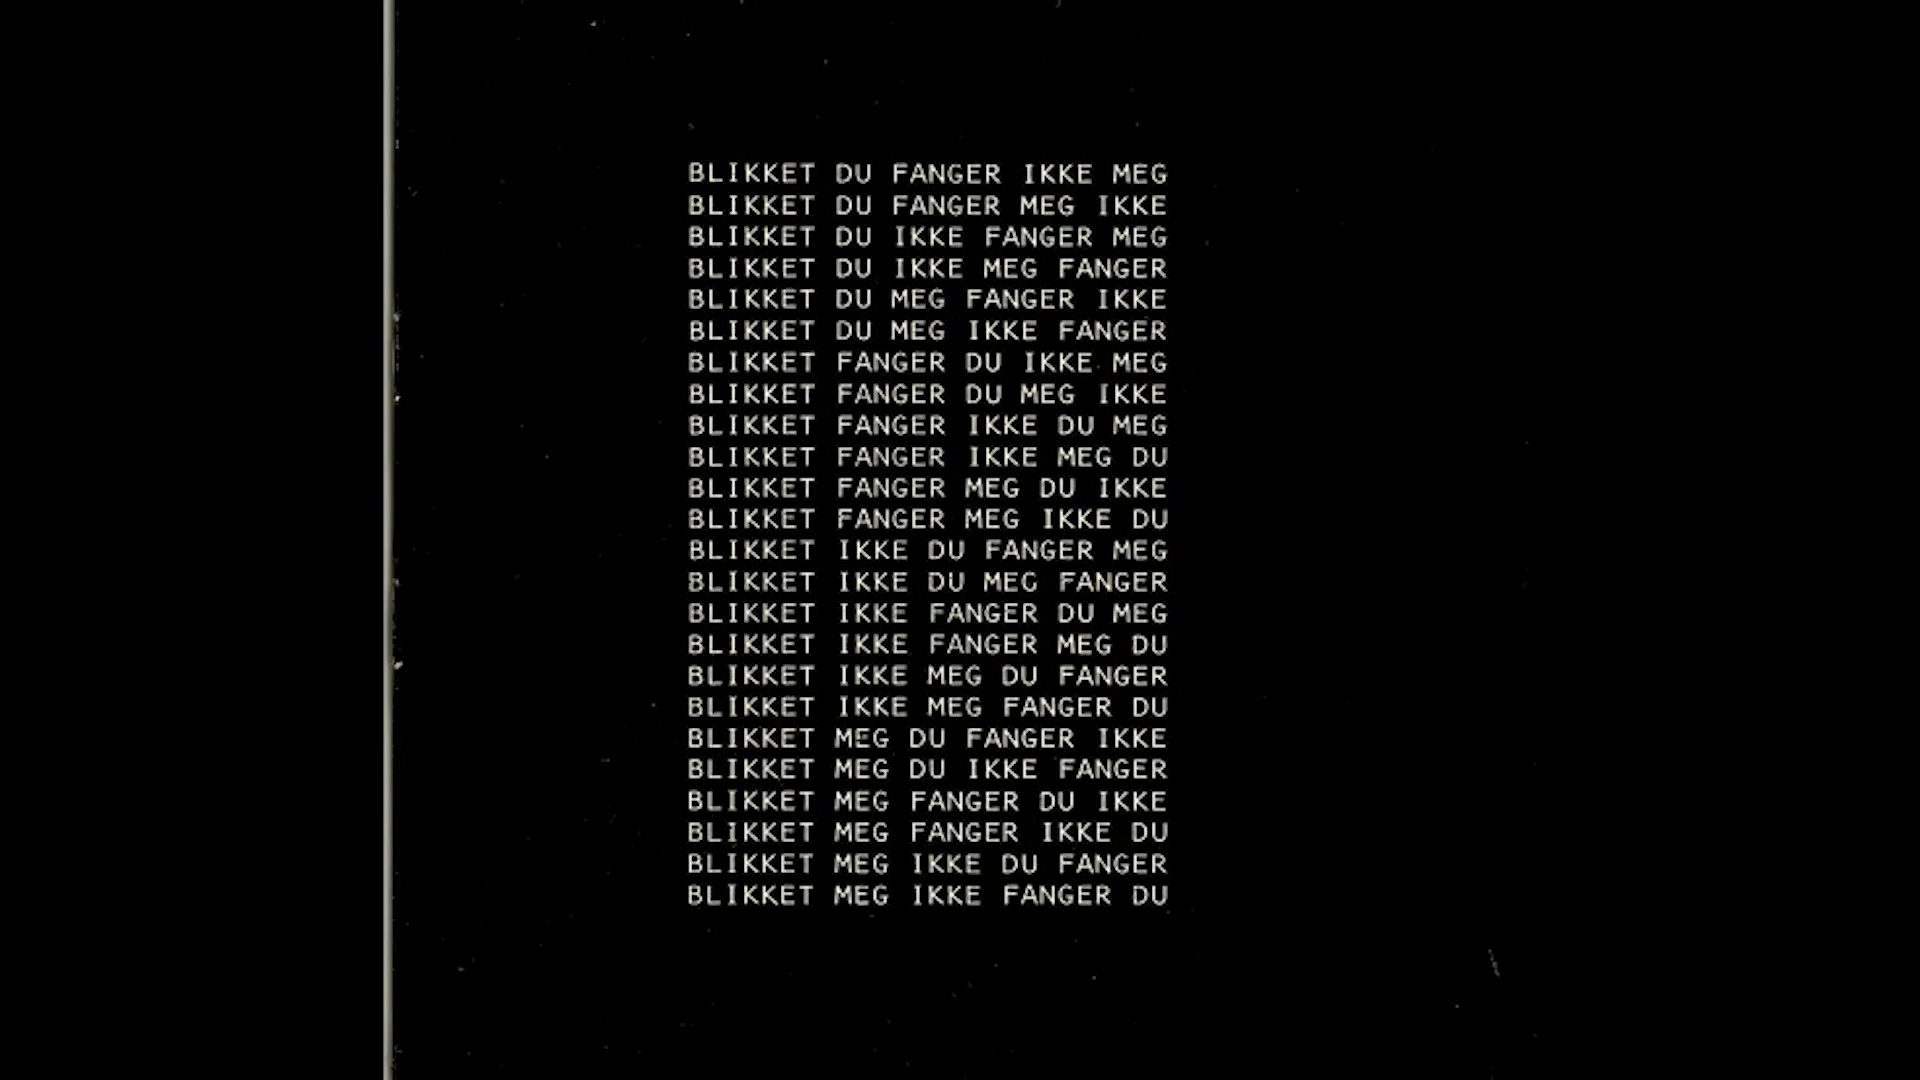 BLIKKET DU FANGER IKKE MEG
BLIKKET DU FANGER MEG IKKE
BLIKKET DU IKKE FANGER MEG
BLIKKET DU IKKE MEG FANGER
BLIKKET DU MEG FANGER IKKE
BLIKKET DU MEG IKKE FANGER
BLIKKET FANGER DU IKKE MEG
BLIKKET FANGER DU MEG IKKE
BLIKKET FANGER IKKE DU MEG
BLIKKET FANGER IKKE MEG DU
BLIKKET FANGER MEG DU IKKE
BLIKKET FANGER MEG IKKE DU
BLIKKET IKKE DU FANGER MEG
BLIKKET IKKE DU MEG FANGER
BLIKKET IKKE FANGER DU MEG
BLIKKET IKKE FANGER MEG DU
BLIKKET IKKE MEG DU FANGER
BLIKKET IKKE MEG FANGER DU
BLIKKET MEG DU FANGER IKKE
BLIKKET MEG DU IKKE FANGER
BLIKKET MEG FANGER DU IKKE
BLIKKET MEG FANGER IKKE DU
BLIKKET MEG IKKE DU FANGER
BLIKKET MEG IKKE FANGER DU